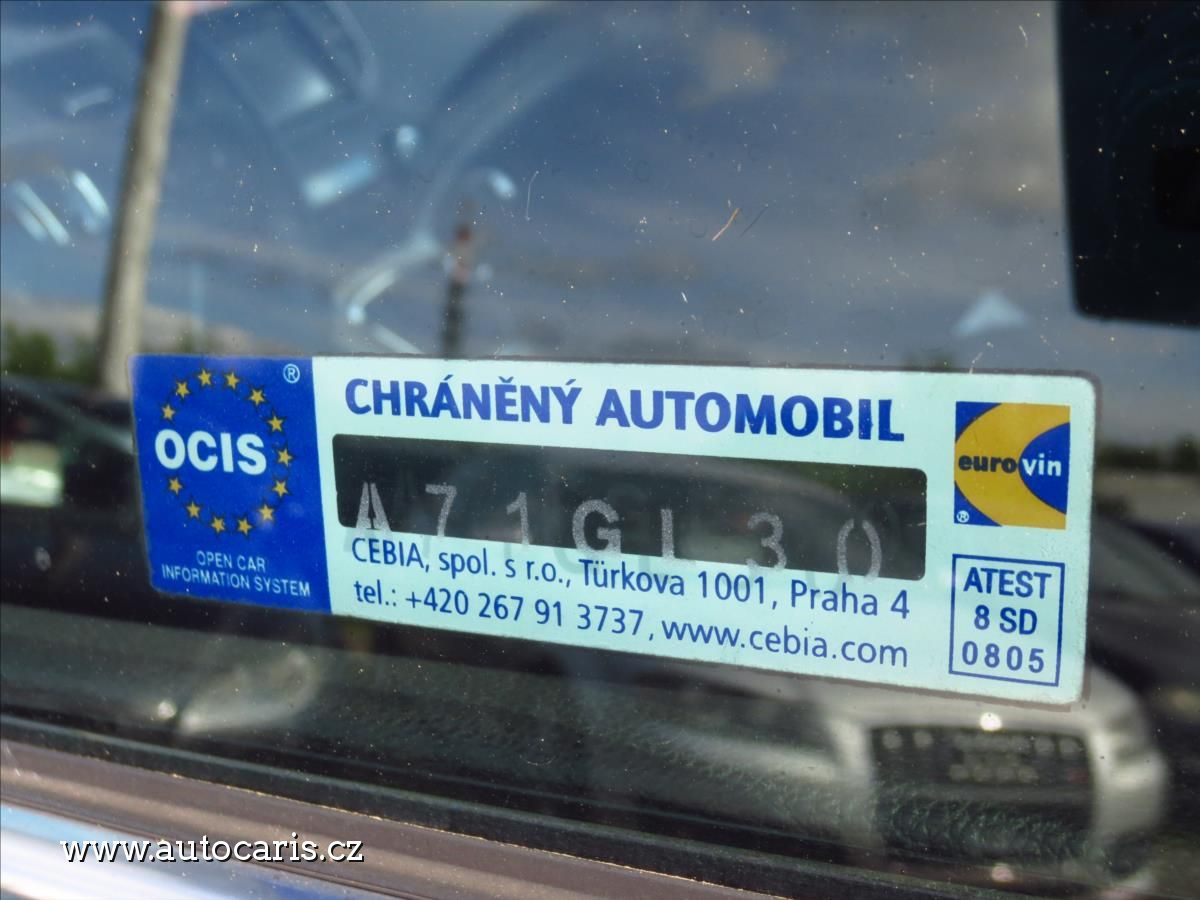 ®
OCIS
OPEN CAR
INFORMATION SYSTEM
CHRÁNĚNÝ AUTOMOBIL
A71GL30
CEBIA, spol. s r.o., Türkova 1001, Praha 4
tel.: +420 267 91 3737, www.cebia.com
eurovin
®
ATEST
8 SD
0805
www.autocaris.cz